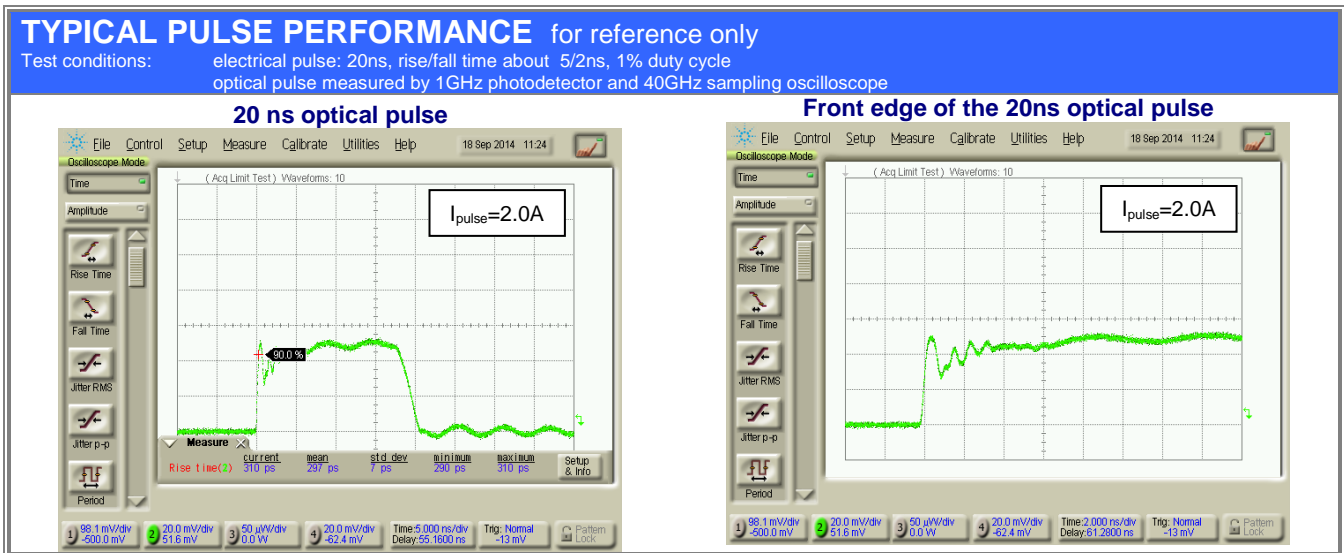 TYPICAL PULSE PERFORMANCE for reference only
Test conditions: electrical pulse: 20ns, rise/fall time about 5/2ns, 1% duty cycle
optical pulse measured by 1GHz photodetector and 40GHz sampling oscilloscope
20 ns optical pulse
File Control Setup Measure Calibrate Utilities Help 18 Sep 2014 11:24
Oscilloscope Mode
Time
(Acq Limit Test) Waveforms: 10
Amplitude
Ipulse=2.0A
Rise Time
Fall Time
90.0 %
Jitter RMS
Jitter p-p
Measure
current mean std dev minimum maximum
Rise time(2) 310 ps 297 ps 7 ps 290 ps 310 ps
Setup & Info
Period
1) 98.1 mV/div 2) 20.0 mV/div 3) 50 µW/div 4) 20.0 mV/div Time:5.000 ns/div Trig: Normal Pattern
-500.0 mV 51.6 mV 0.0 W -62.4 mV Delay:55.1600 ns -13 mV Lock
Front edge of the 20ns optical pulse
File Control Setup Measure Calibrate Utilities Help 18 Sep 2014 11:24
Oscilloscope Mode
Time
(Acq Limit Test) Waveforms: 10
Amplitude
Ipulse=2.0A
Rise Time
Fall Time
Jitter RMS
Jitter p-p
Period
1) 98.1 mV/div 2) 20.0 mV/div 3) 50 µW/div 4) 20.0 mV/div Time:2.000 ns/div Trig: Normal Pattern
-500.0 mV 51.6 mV 0.0 W -62.4 mV Delay:61.2800 ns -13 mV Lock